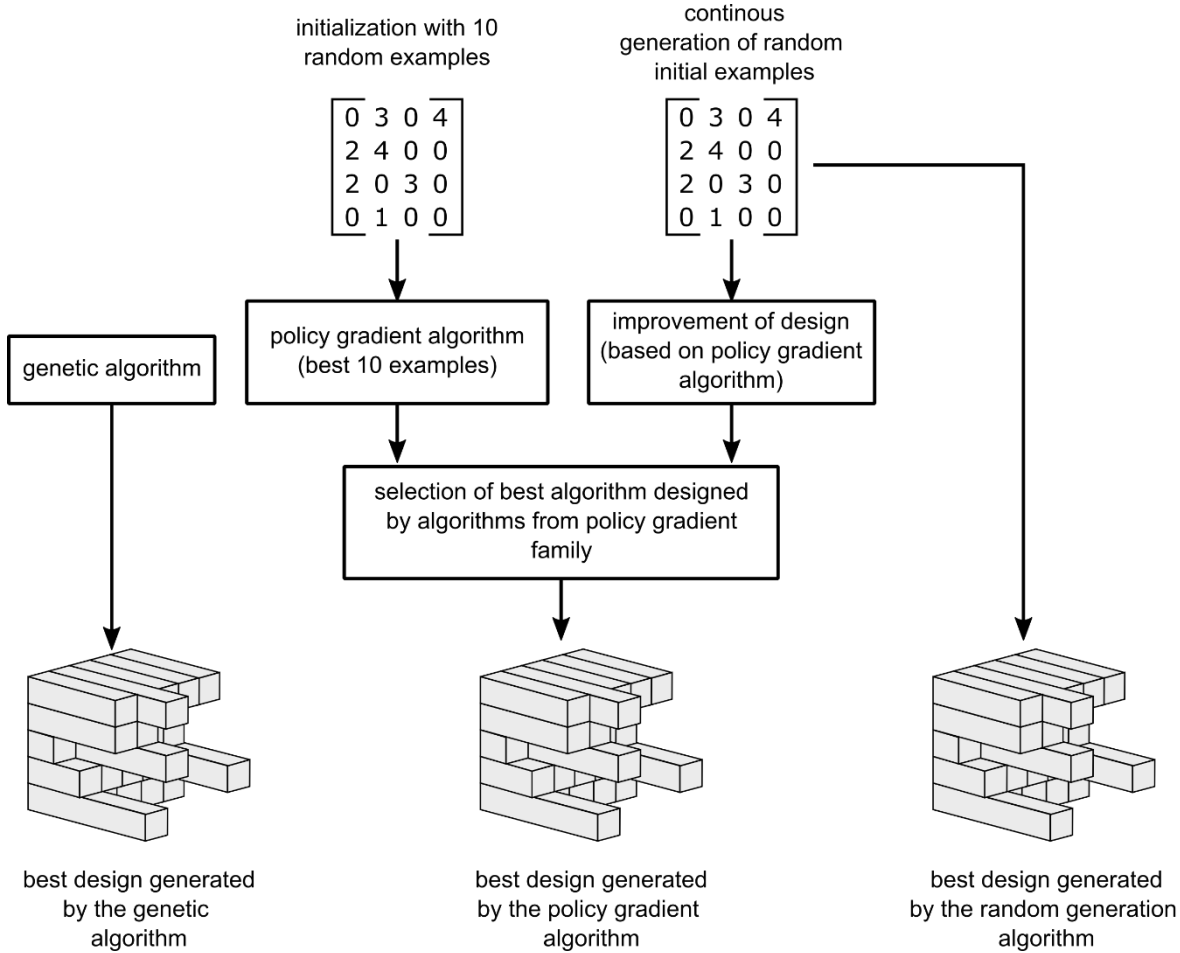 initialization with 10
random examples
0 3 0 4
2 4 0 0
2 0 3 0
0 1 0 0
continous
generation of random
initial examples
0 3 0 4
2 4 0 0
2 0 3 0
0 1 0 0
genetic algorithm
policy gradient algorithm
(best 10 examples)
improvement of design
(based on policy gradient
algorithm)
selection of best algorithm designed
by algorithms from policy gradient
family
best design generated
by the genetic
algorithm
best design generated
by the policy gradient
algorithm
best design generated
by the random generation
algorithm